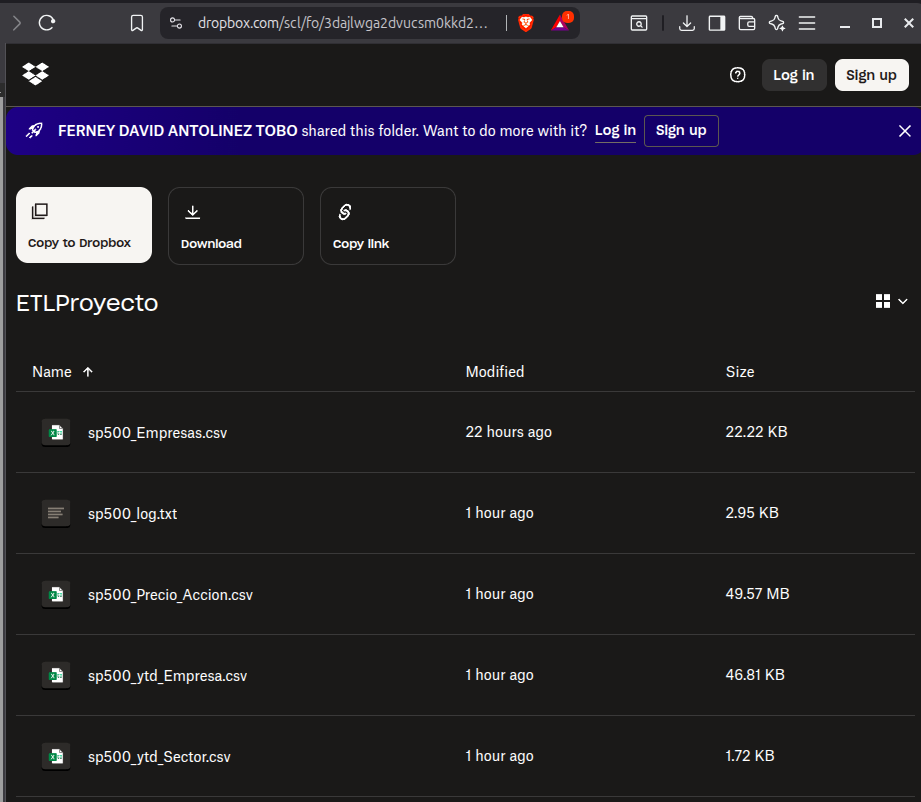 dropbox.com/scl/fo/3dajlwga2dvucsm0kkd2...
1
Log in
Sign up
FERNEY DAVID ANTOLINEZ TOBO shared this folder. Want to do more with it? Log in Sign up
Copy to Dropbox
Download
Copy link
ETLProyecto
Name Modified Size
sp500_Empresas.csv 22 hours ago 22.22 KB
sp500_log.txt 1 hour ago 2.95 KB
sp500_Precio_Accion.csv 1 hour ago 49.57 MB
sp500_ytd_Empresa.csv 1 hour ago 46.81 KB
sp500_ytd_Sector.csv 1 hour ago 1.72 KB